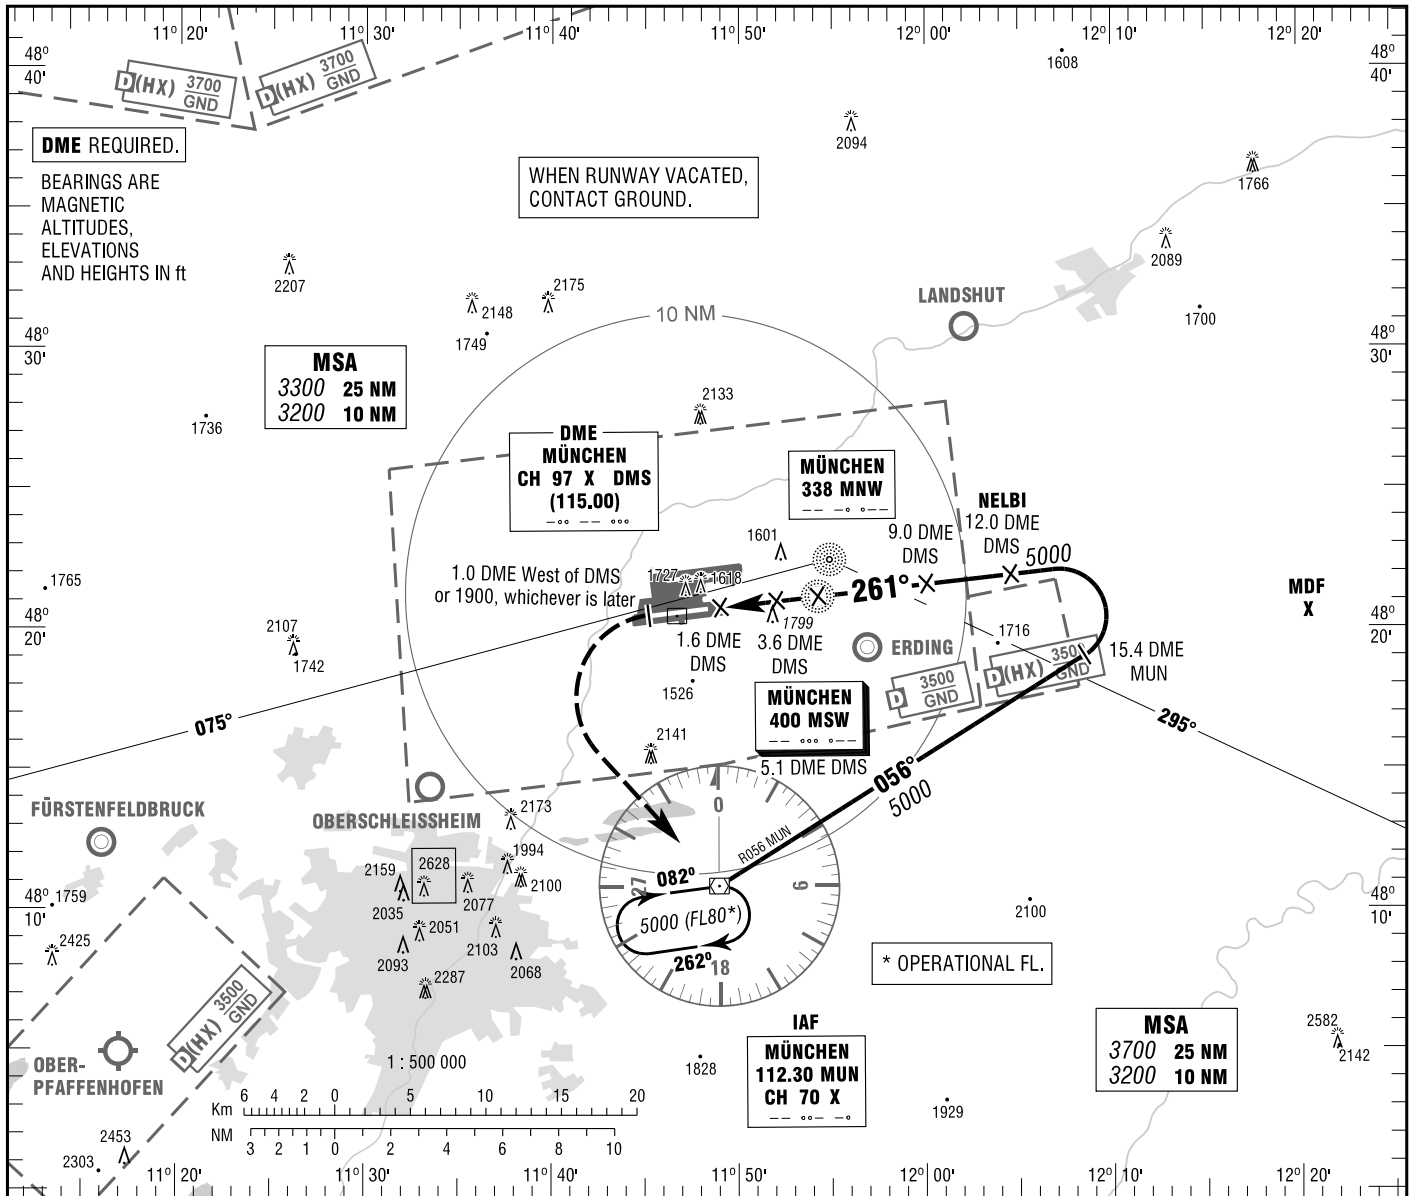 11° 20'
11° 30'
11° 40'
11° 50'
12° 00'
12° 10'
12° 20'
48° 40'
48° 40'
D(HX) 3700 GND
D(HX) 3700 GND
1608
DME REQUIRED.
BEARINGS ARE
MAGNETIC
ALTITUDES,
ELEVATIONS
AND HEIGHTS IN ft
WHEN RUNWAY VACATED,
CONTACT GROUND.
2094
1766
2089
2207
2148
2175
1749
LANDSHUT
1700
10 NM
48° 30'
48° 30'
MSA
3300 25 NM
3200 10 NM
1736
2133
DME
MÜNCHEN
CH 97 X DMS
(115.00)
MÜNCHEN
338 MNW
NELBI
12.0 DME
DMS
9.0 DME
DMS
5000
1601
1.0 DME West of DMS
or 1900, whichever is later
1727
1618
261°
1765
MDF
X
48° 20'
48° 20'
2107
1742
1.6 DME
DMS
3.6 DME
DMS
1799
ERDING
1716
15.4 DME
MUN
D 3500 GND
D(HX) 3500 GND
1526
MÜNCHEN
400 MSW
5.1 DME DMS
075°
295°
2141
056°
5000
R056 MUN
FÜRSTENFELDBRUCK
OBERSCHLEISSHEIM
2173
0
6
18
27
2159
2628
1994
2100
2035
2077
082°
5000 (FL80*)
262°
48° 10'
48° 10'
1759
2425
2051
2093
2103
2068
2287
2100
* OPERATIONAL FL.
D(HX) 3500 GND
OBER-
PFAFFENHOFEN
1 : 500 000
1828
IAF
MÜNCHEN
112.30 MUN
CH 70 X
MSA
3700 25 NM
3200 10 NM
2582
2142
1929
Km 6 4 2 0 5 10 15 20
NM 3 2 1 0 2 4 6 8 10
2453
2303
11° 20'
11° 30'
11° 40'
11° 50'
12° 00'
12° 10'
12° 20'